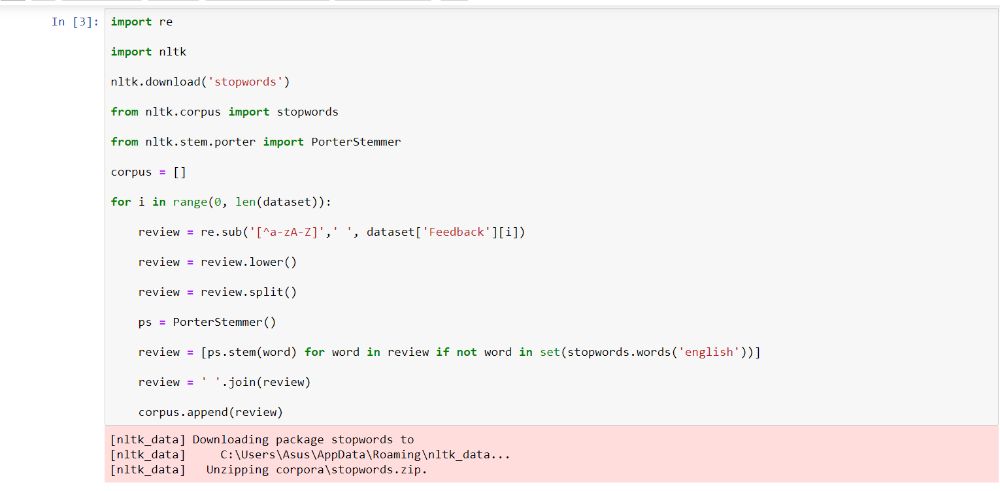 In [3]:
import re
import nltk
nltk.download('stopwords')
from nltk.corpus import stopwords
from nltk.stem.porter import PorterStemmer
corpus = []
for i in range(0, len(dataset)):
    review = re.sub('[^a-zA-Z]',' ', dataset['Feedback'][i])
    review = review.lower()
    review = review.split()
    ps = PorterStemmer()
    review = [ps.stem(word) for word in review if not word in set(stopwords.words('english'))]
    review = ' '.join(review)
    corpus.append(review)
[nltk_data] Downloading package stopwords to
[nltk_data]     C:\Users\Asus\AppData\Roaming\nltk_data...
[nltk_data]   Unzipping corpora\stopwords.zip.